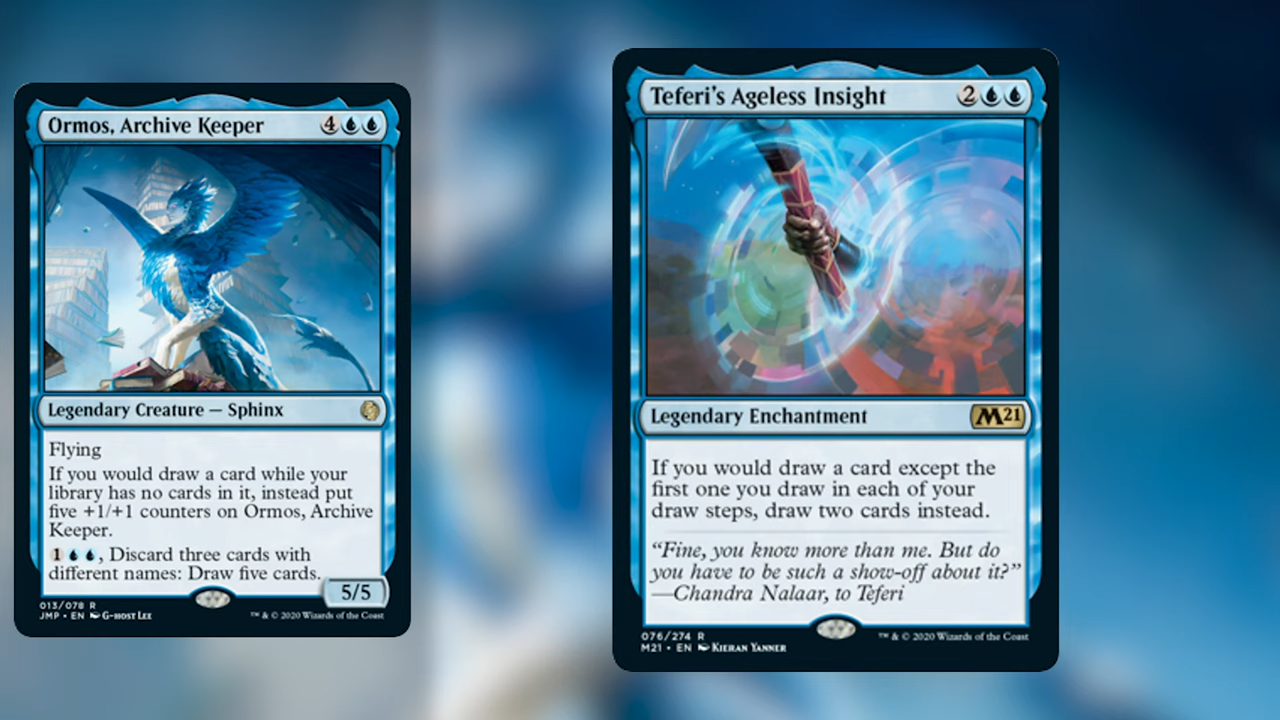 Ormos, Archive Keeper 4
Legendary Creature — Sphinx
Flying
If you would draw a card while your
library has no cards in it, instead put
five +1/+1 counters on Ormos, Archive
Keeper.
1 , Discard three cards with
different names: Draw five cards.
5/5
013/078 R
JMP • EN G-host Lee
™ & © 2020 Wizards of the Coast
Teferi's Ageless Insight 2
Legendary Enchantment M21
If you would draw a card except the
first one you draw in each of your
draw steps, draw two cards instead.
“Fine, you know more than me. But do
you have to be such a show-off about it?”
—Chandra Nalaar, to Teferi
076/274 R
M21 • EN Kieran Yanner
™ & © 2020 Wizards of the Coast